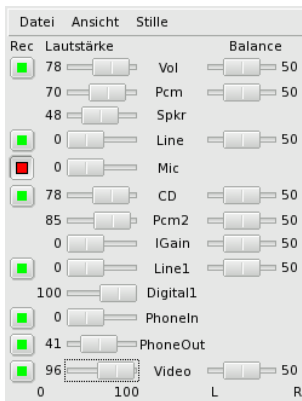 Datei Ansicht Stille
Rec Lautstärke Balance
78 Vol 50
70 Pcm 50
48 Spkr
0 Line 50
0 Mic
78 CD 50
85 Pcm2 50
0 IGain 50
0 Line1 50
100 Digital1
0 PhoneIn
41 PhoneOut
96 Video 50
0 100 L R